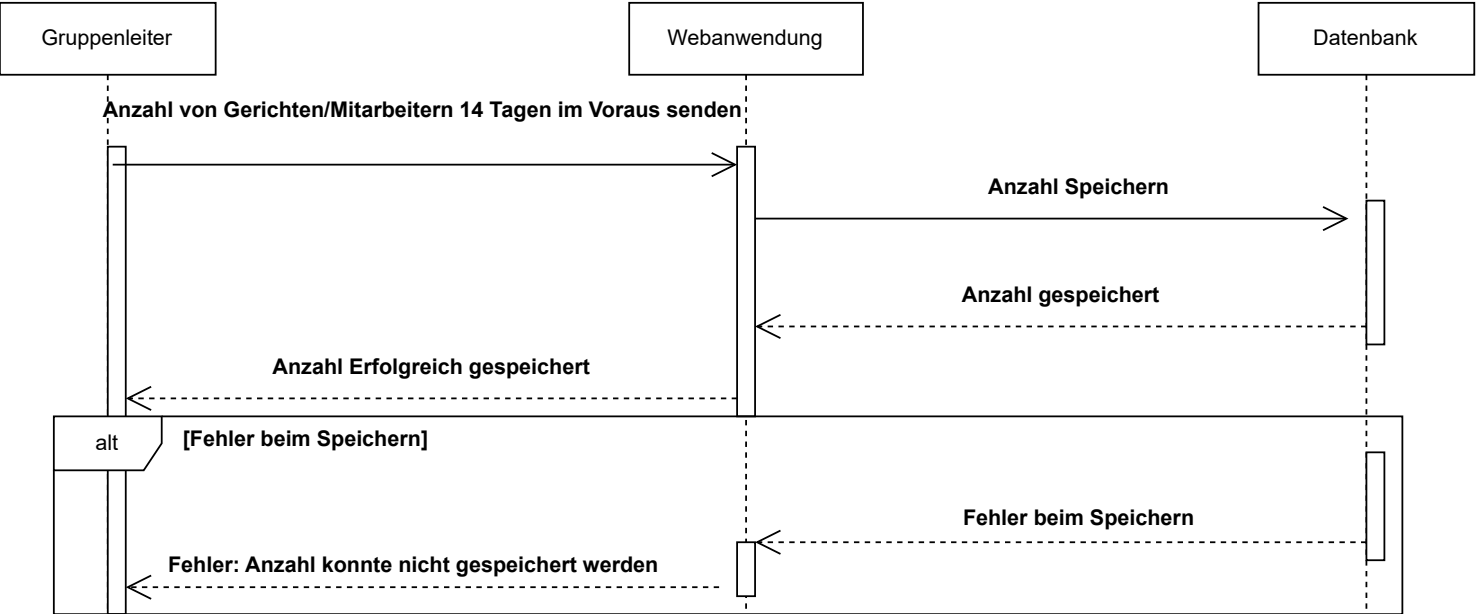 Gruppenleiter
Webanwendung
Datenbank
Anzahl von Gerichten/Mitarbeitern 14 Tagen im Voraus senden
Anzahl Speichern
Anzahl gespeichert
Anzahl Erfolgreich gespeichert
alt
[Fehler beim Speichern]
Fehler beim Speichern
Fehler: Anzahl konnte nicht gespeichert werden